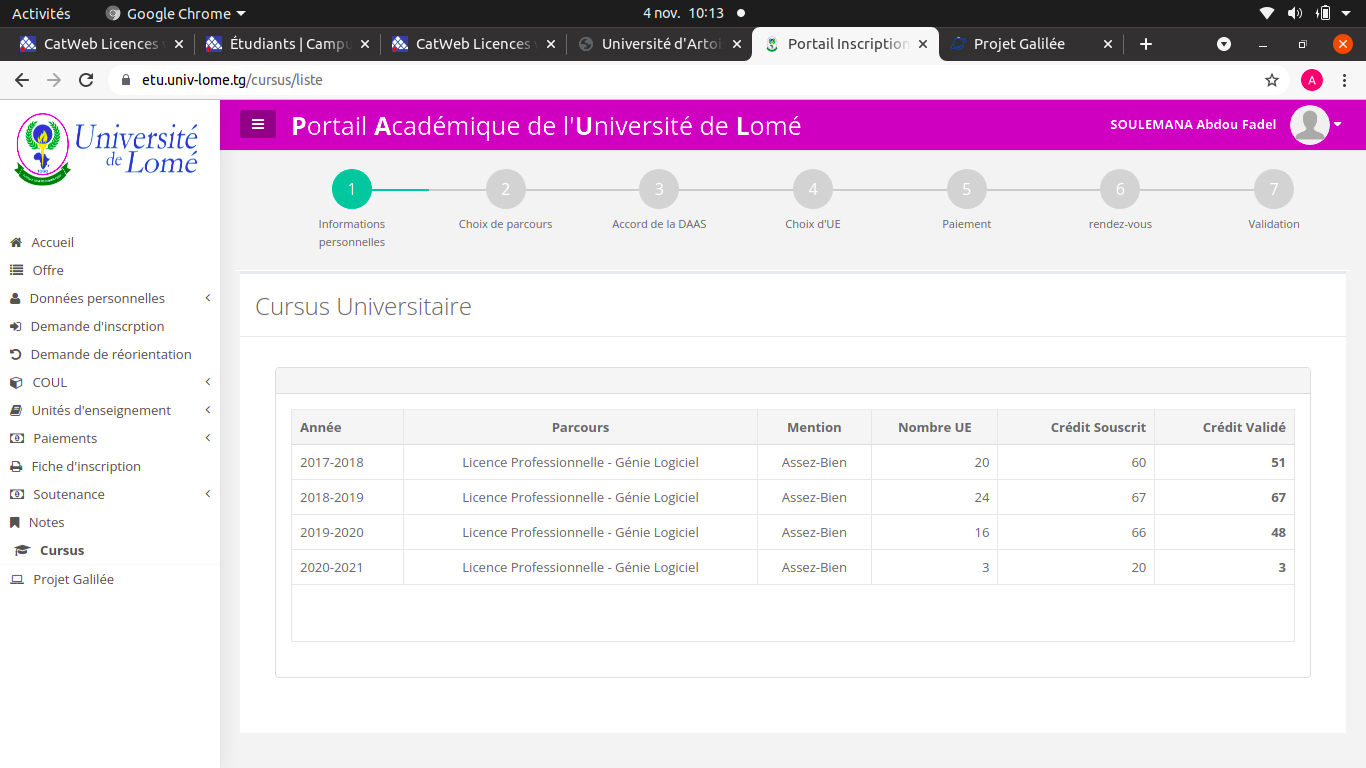 Activités Google Chrome 4 nov. 10:13
CatWeb Licences Étudiants | Campu CatWeb Licences Université d'Artoi Portail Inscription Projet Galilée
etu.univ-lome.tg/cursus/liste A
Université
de Lomé
Portail Académique de l'Université de Lomé SOULEMANA Abdou Fadel
1 2 3 4 5 6 7
Informations personnelles Choix de parcours Accord de la DAAS Choix d'UE Paiement rendez-vous Validation
Accueil
Offre
Données personnelles
Demande d'inscrption
Demande de réorientation
COUL
Unités d'enseignement
Paiements
Fiche d'inscription
Soutenance
Notes
Cursus
Projet Galilée
Cursus Universitaire
Année Parcours Mention Nombre UE Crédit Souscrit Crédit Validé
2017-2018 Licence Professionnelle - Génie Logiciel Assez-Bien 20 60 51
2018-2019 Licence Professionnelle - Génie Logiciel Assez-Bien 24 67 67
2019-2020 Licence Professionnelle - Génie Logiciel Assez-Bien 16 66 48
2020-2021 Licence Professionnelle - Génie Logiciel Assez-Bien 3 20 3